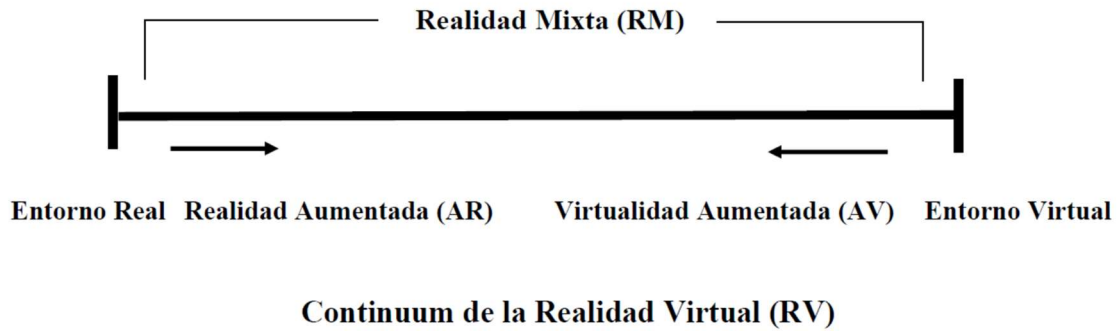 Realidad Mixta (RM)
Entorno Real Realidad Aumentada (AR) Virtualidad Aumentada (AV) Entorno Virtual
Continuum de la Realidad Virtual (RV)